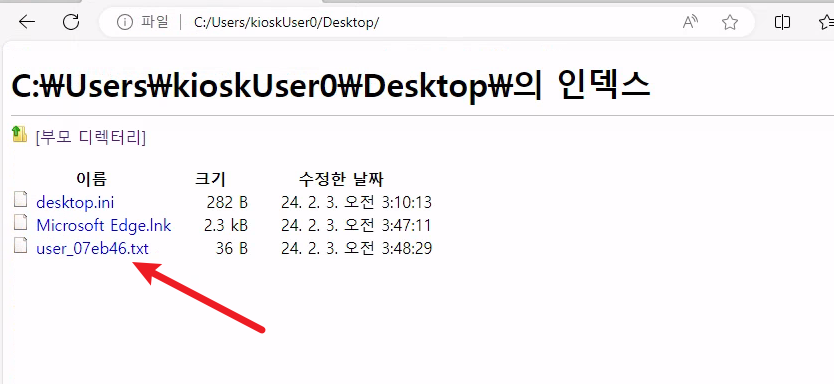 파일 C:/Users/kioskUser0/Desktop/
C:₩Users₩kioskUser0₩Desktop₩의 인덱스
[부모 디렉터리]
이름 크기 수정한 날짜
desktop.ini 282 B 24. 2. 3. 오전 3:10:13
Microsoft Edge.lnk 2.3 kB 24. 2. 3. 오전 3:47:11
user_07eb46.txt 36 B 24. 2. 3. 오전 3:48:29